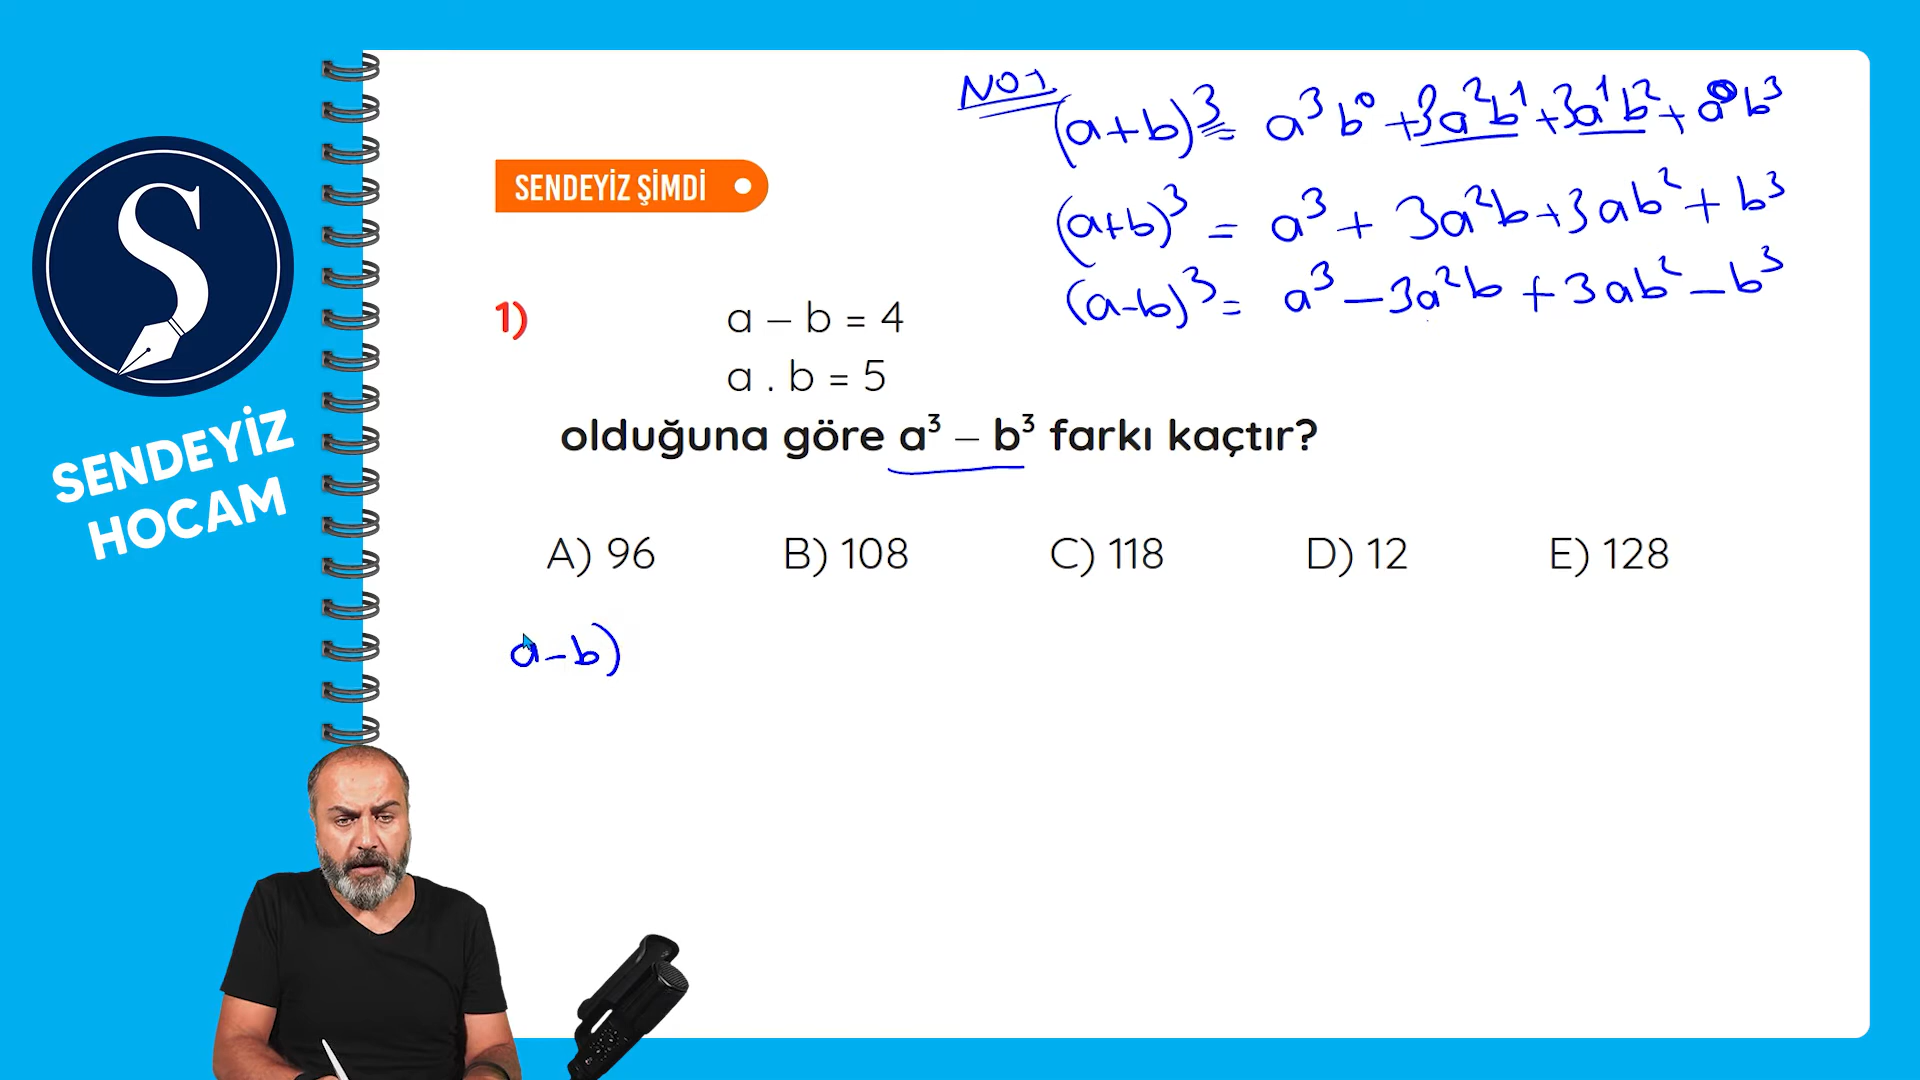 NOT
(a+b)³ = a³b⁰ + 3a²b¹ + 3a¹b² + a⁰b³
(a+b)³ = a³ + 3a²b + 3ab² + b³
(a-b)³ = a³ - 3a²b + 3ab² - b³
SENDEYİZ ŞİMDİ
1) a – b = 4
a . b = 5
olduğuna göre a³ – b³ farkı kaçtır?
A) 96 B) 108 C) 118 D) 12 E) 128
a-b)
S
SENDEYİZ
HOCAM